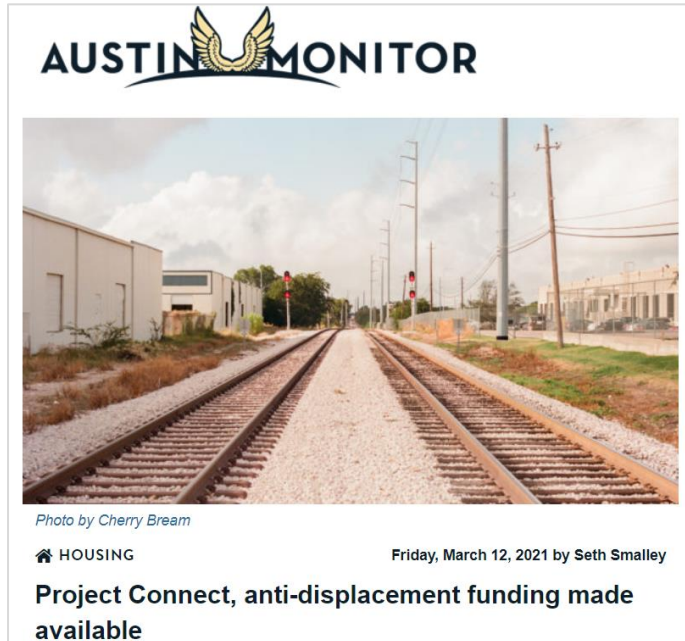 AUSTIN MONITOR
Photo by Cherry Bream
HOUSING
Friday, March 12, 2021 by Seth Smalley
Project Connect, anti-displacement funding made
available